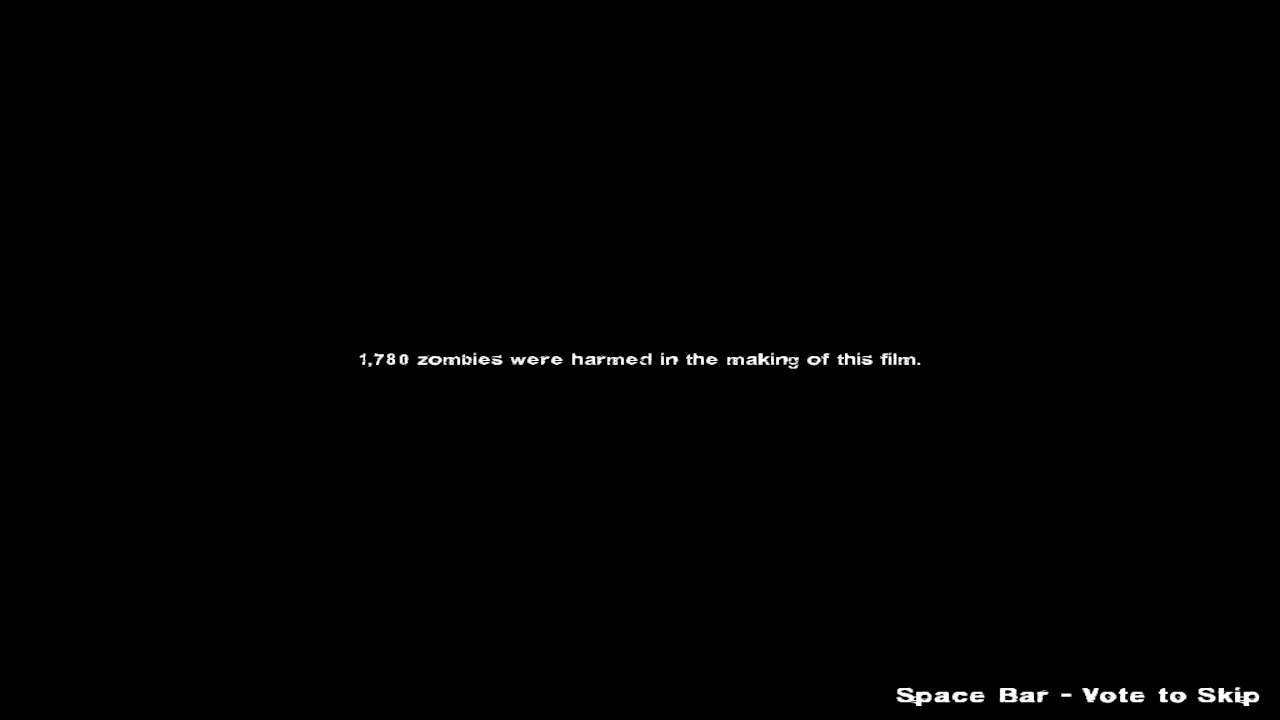 1,780 zombies were harmed in the making of this film.
Space Bar - Vote to Skip